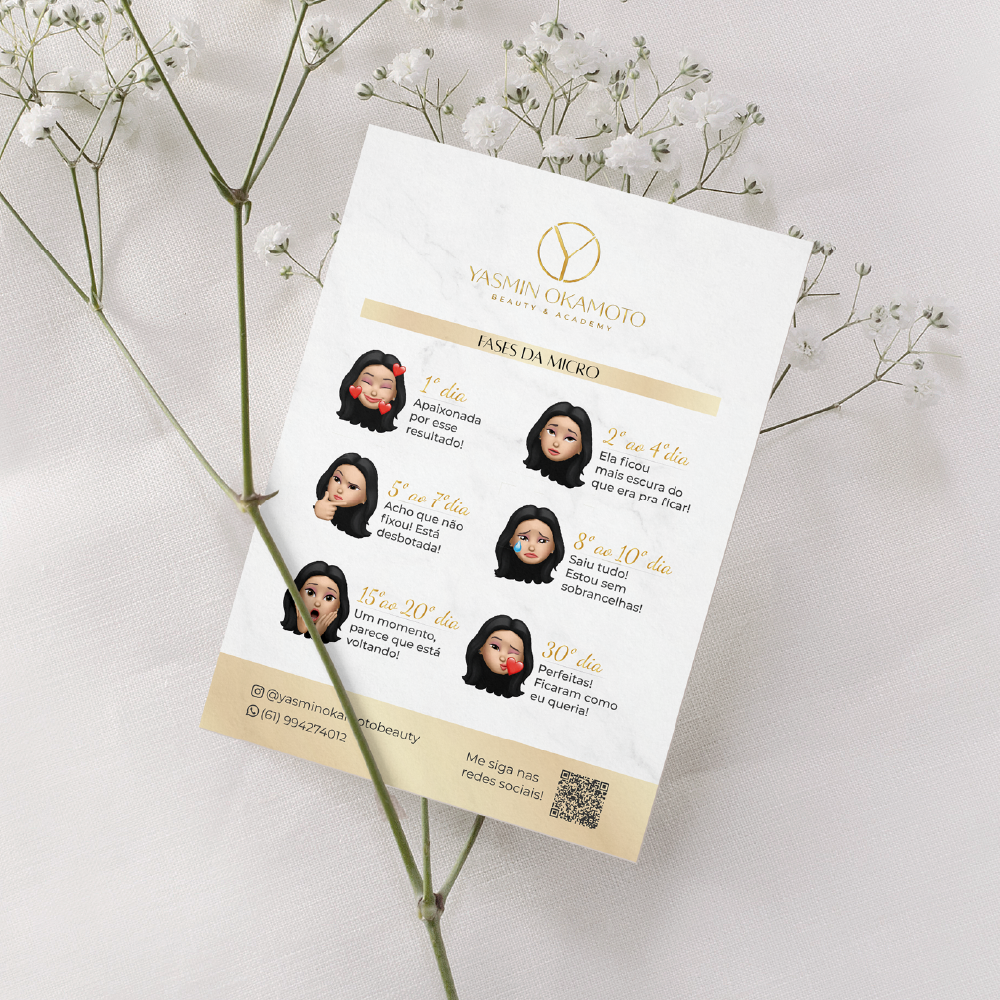 YASMIN OKAMOTO
BEAUTY & ACADEMY
FASES DA MICRO
1º dia
Apaixonada
por esse
resultado!
2º ao 4º dia
Ela ficou
mais escura do
que era pra ficar!
5º ao 7º dia
Acho que não
fixou! Está
desbotada!
8º ao 10º dia
Saiu tudo!
Estou sem
sobrancelhas!
15º ao 20º dia
Um momento,
parece que está
voltando!
30º dia
Perfeitas!
Ficaram como
eu queria!
@yasminokamotobeauty
(61) 994274012
Me siga nas
redes sociais!